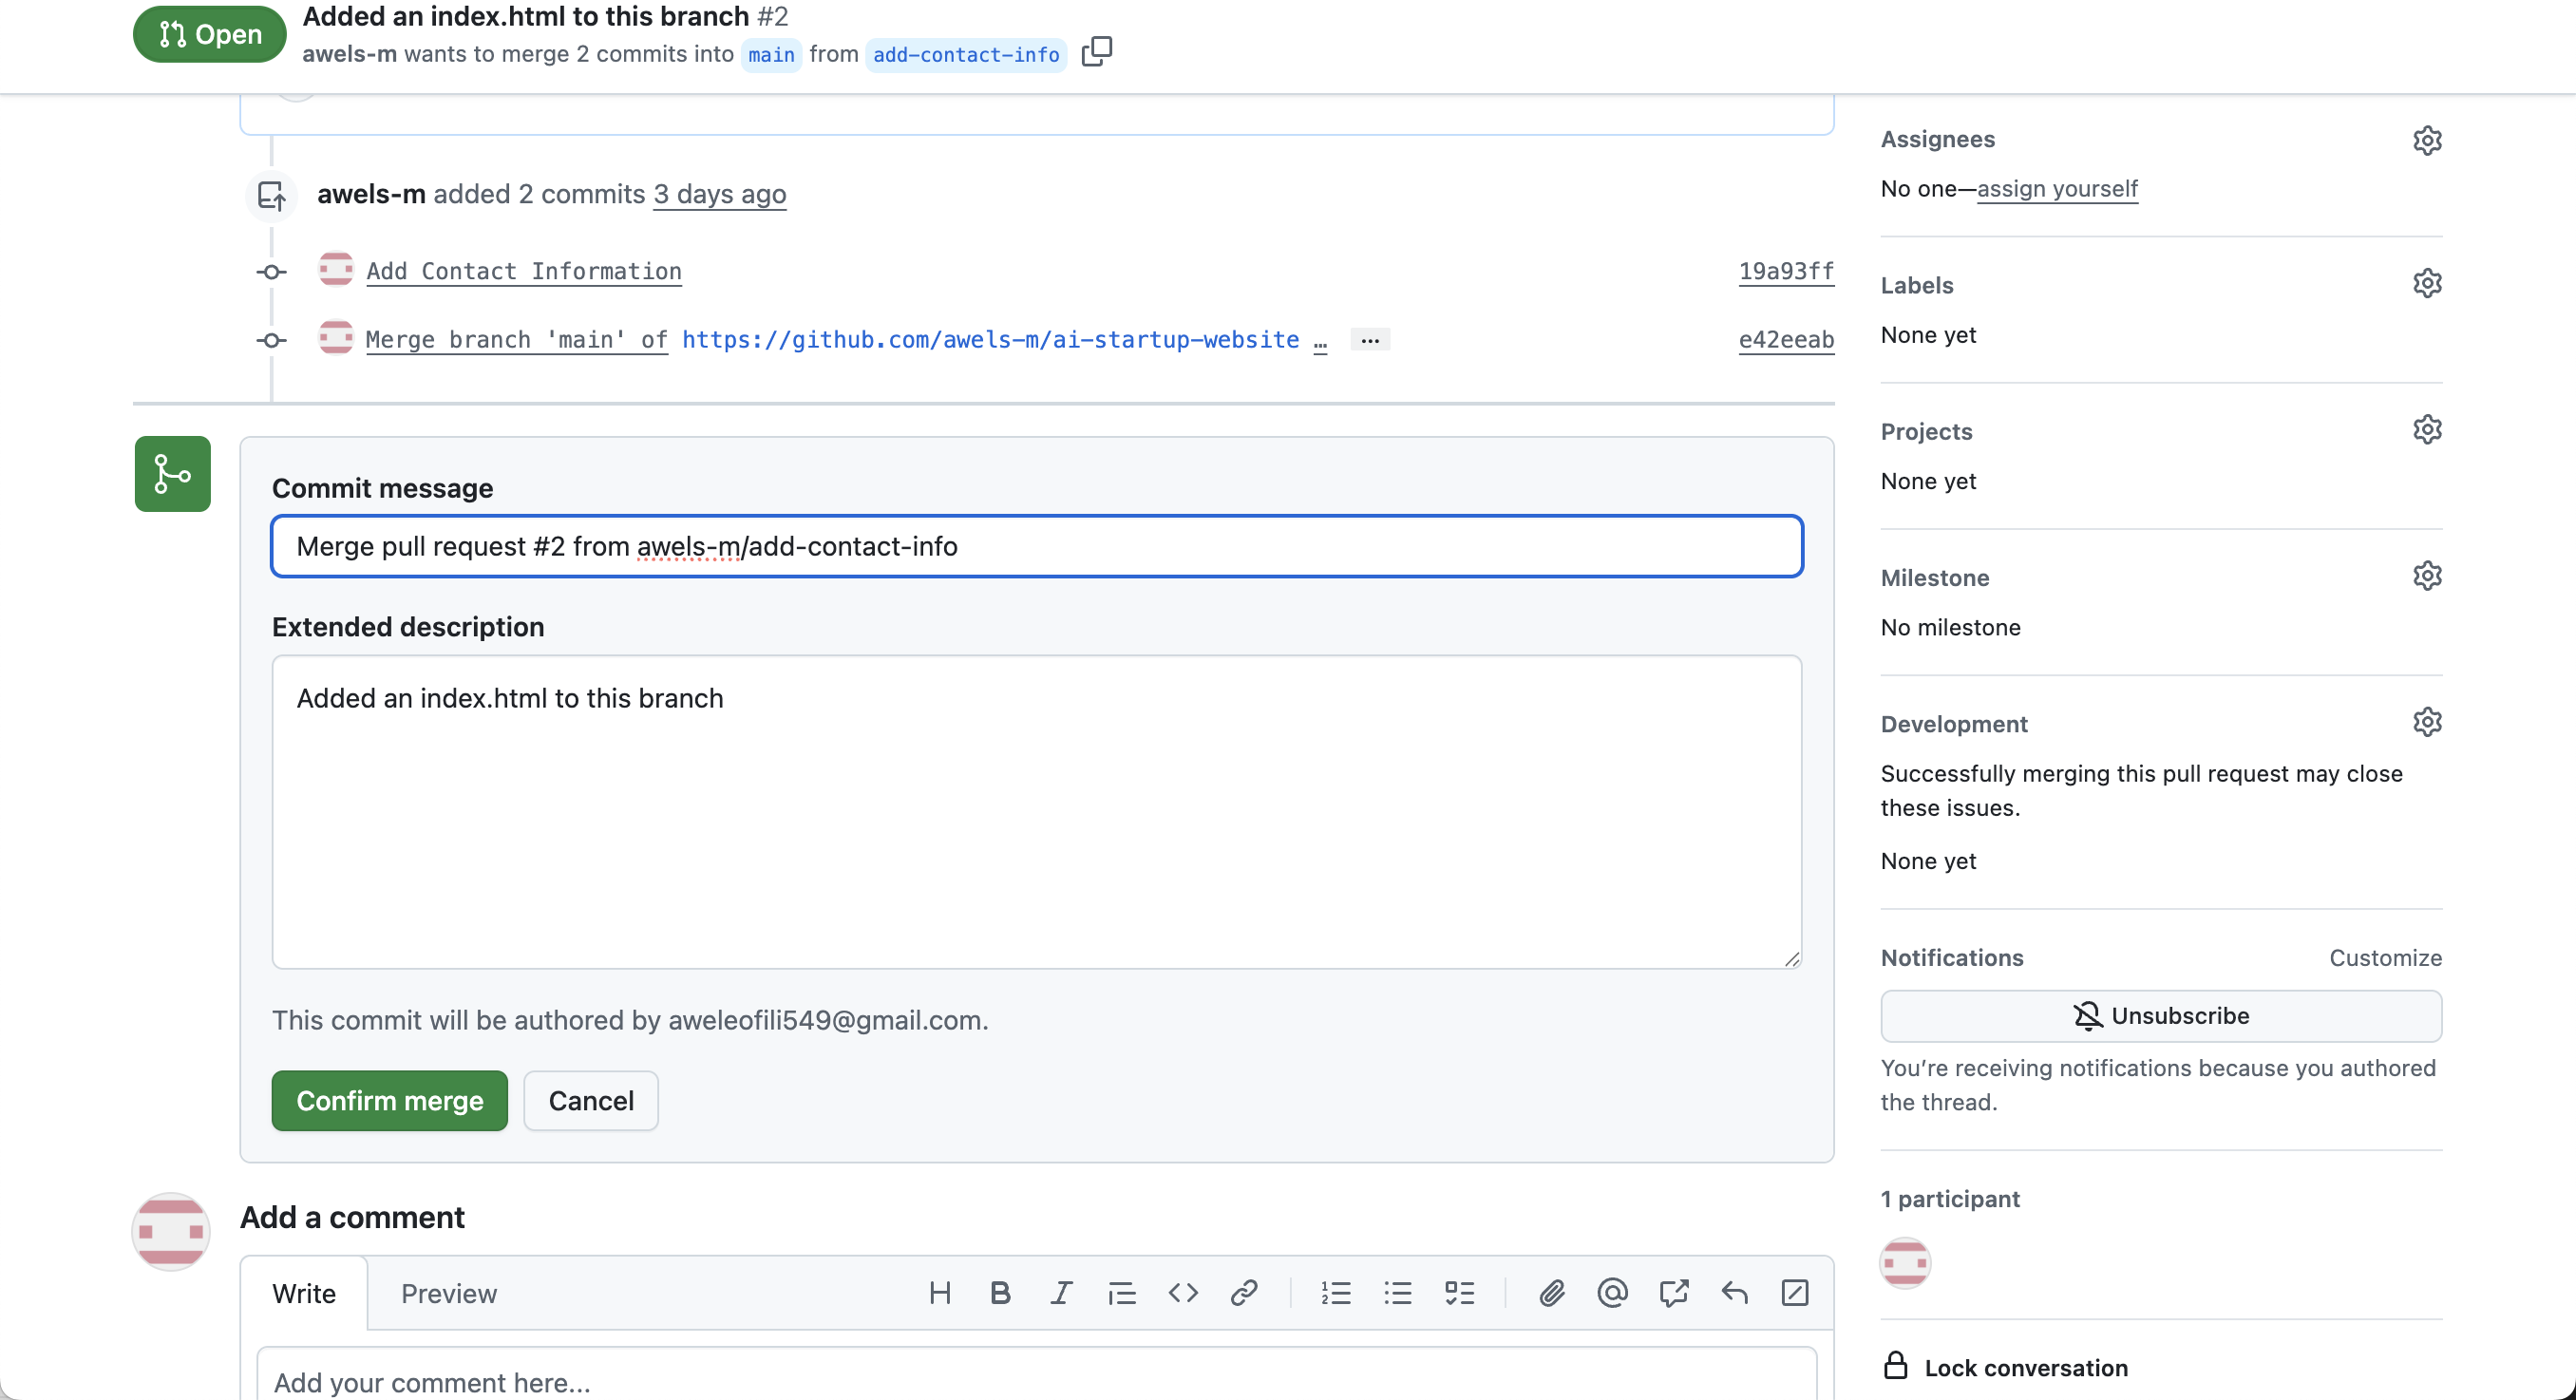 Open
Added an index.html to this branch #2
awels-m wants to merge 2 commits into main from add-contact-info
awels-m added 2 commits 3 days ago
Add Contact Information 19a93ff
Merge branch 'main' of https://github.com/awels-m/ai-startup-website … ... e42eeab
Commit message
Merge pull request #2 from awels-m/add-contact-info
Extended description
Added an index.html to this branch
This commit will be authored by aweleofili549@gmail.com.
Confirm merge Cancel
Add a comment
Write Preview
Add your comment here...
Assignees
No one—assign yourself
Labels
None yet
Projects
None yet
Milestone
No milestone
Development
Successfully merging this pull request may close
these issues.
None yet
Notifications Customize
Unsubscribe
You’re receiving notifications because you authored
the thread.
1 participant
Lock conversation